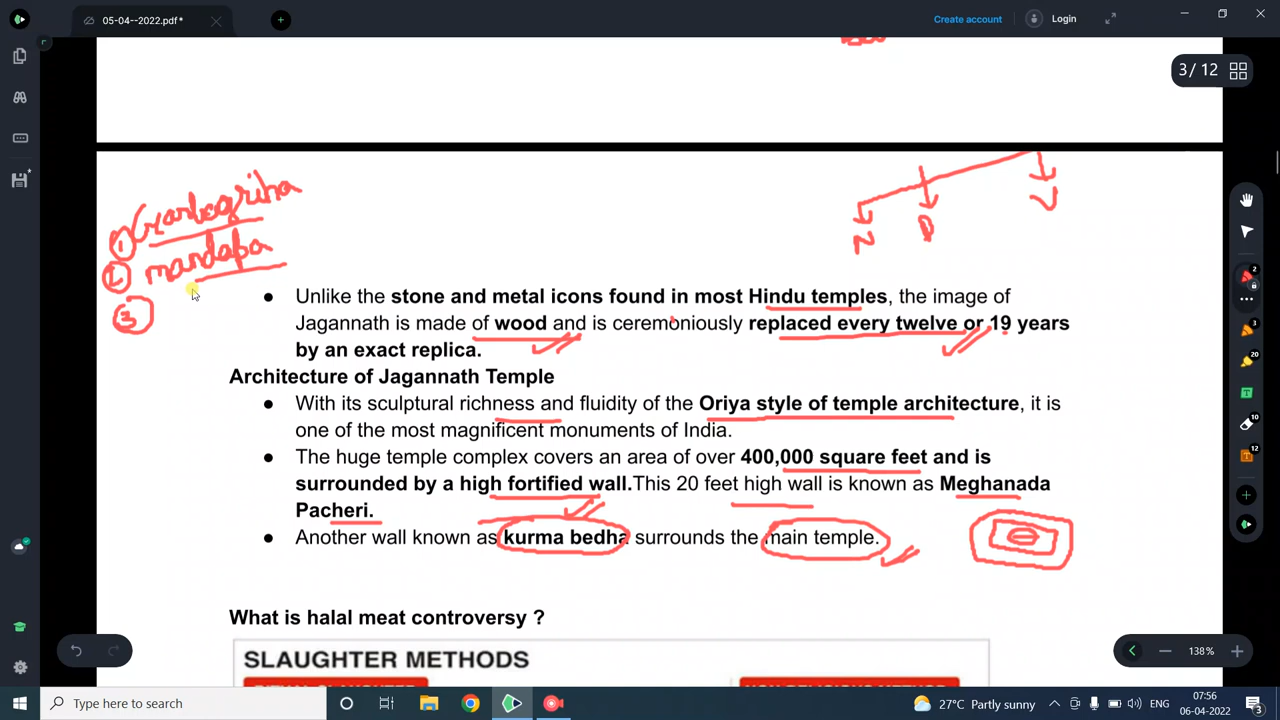 05-04--2022.pdf*
Create account
Login
3 / 12
N
D
V
① Garbegriha
② mandapa
③
● Unlike the stone and metal icons found in most Hindu temples, the image of
Jagannath is made of wood and is ceremoniously replaced every twelve or 19 years
by an exact replica.
Architecture of Jagannath Temple
● With its sculptural richness and fluidity of the Oriya style of temple architecture, it is
one of the most magnificent monuments of India.
● The huge temple complex covers an area of over 400,000 square feet and is
surrounded by a high fortified wall.This 20 feet high wall is known as Meghanada
Pacheri.
● Another wall known as kurma bedha surrounds the main temple.
What is halal meat controversy ?
SLAUGHTER METHODS
138%
Type here to search
27°C Partly sunny
ENG
07:56
06-04-2022